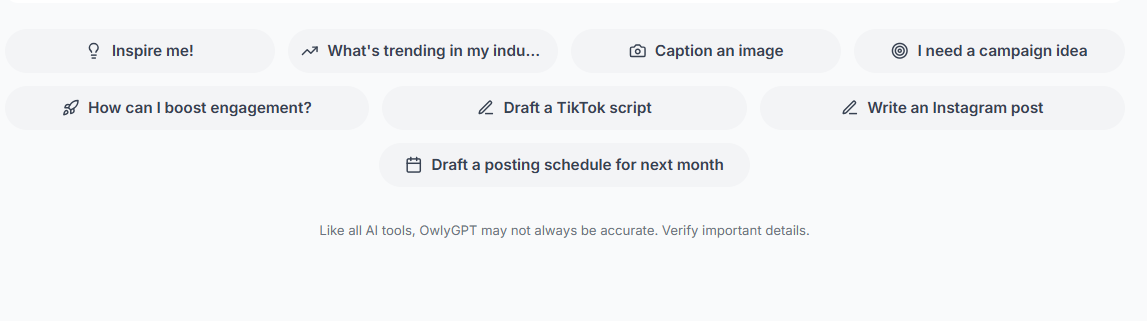 Inspire me!
What's trending in my indu...
Caption an image
I need a campaign idea
How can I boost engagement?
Draft a TikTok script
Write an Instagram post
Draft a posting schedule for next month
Like all AI tools, OwlyGPT may not always be accurate. Verify important details.